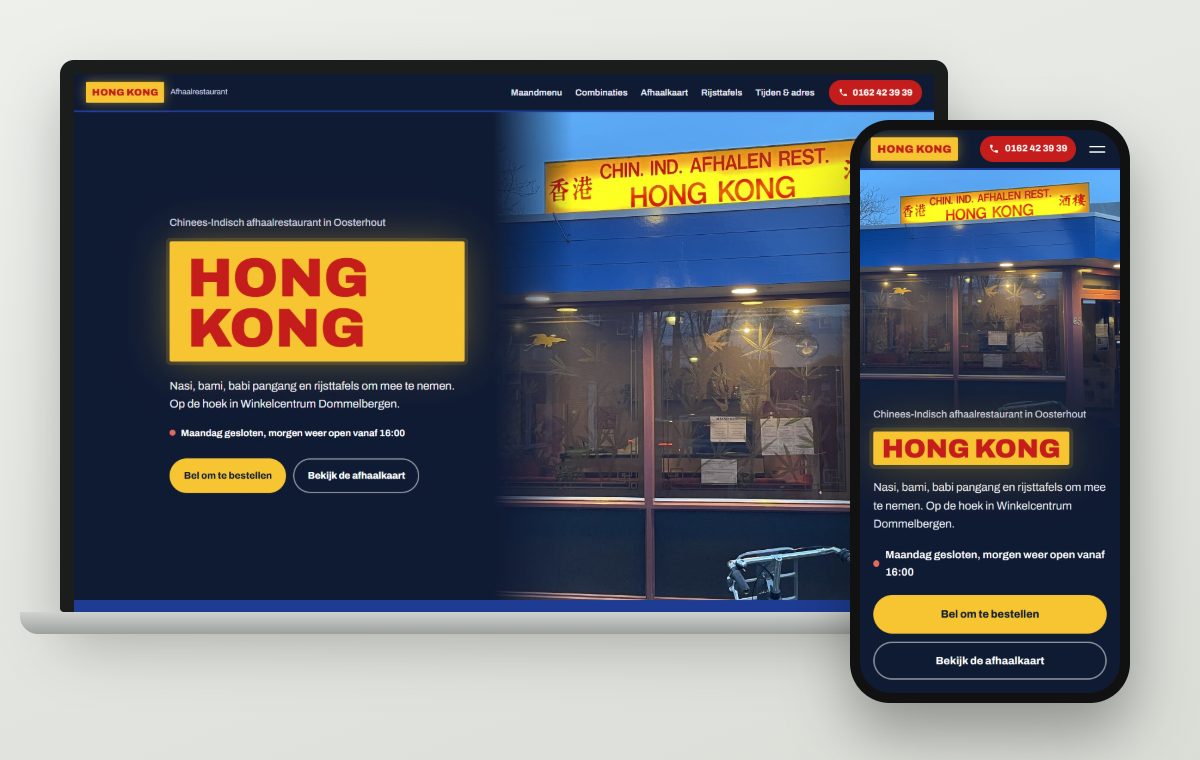 HONG KONG Afhaalrestaurant Maandmenu Combinaties Afhaalkaart Rijsttafels Tijden & adres 0162 42 39 39
Chinees-Indisch afhaalrestaurant in Oosterhout
HONG
KONG
Nasi, bami, babi pangang en rijsttafels om mee te nemen.
Op de hoek in Winkelcentrum Dommelbergen.
Maandag gesloten, morgen weer open vanaf 16:00
Bel om te bestellen Bekijk de afhaalkaart
CHIN. IND. AFHALEN REST.
香港 HONG KONG
HONG KONG 0162 42 39 39
CHIN. IND. AFHALEN REST.
香港 HONG KONG 酒楼
Chinees-Indisch afhaalrestaurant in Oosterhout
HONG KONG
Nasi, bami, babi pangang en rijsttafels om mee
te nemen. Op de hoek in Winkelcentrum
Dommelbergen.
Maandag gesloten, morgen weer open vanaf
16:00
Bel om te bestellen
Bekijk de afhaalkaart